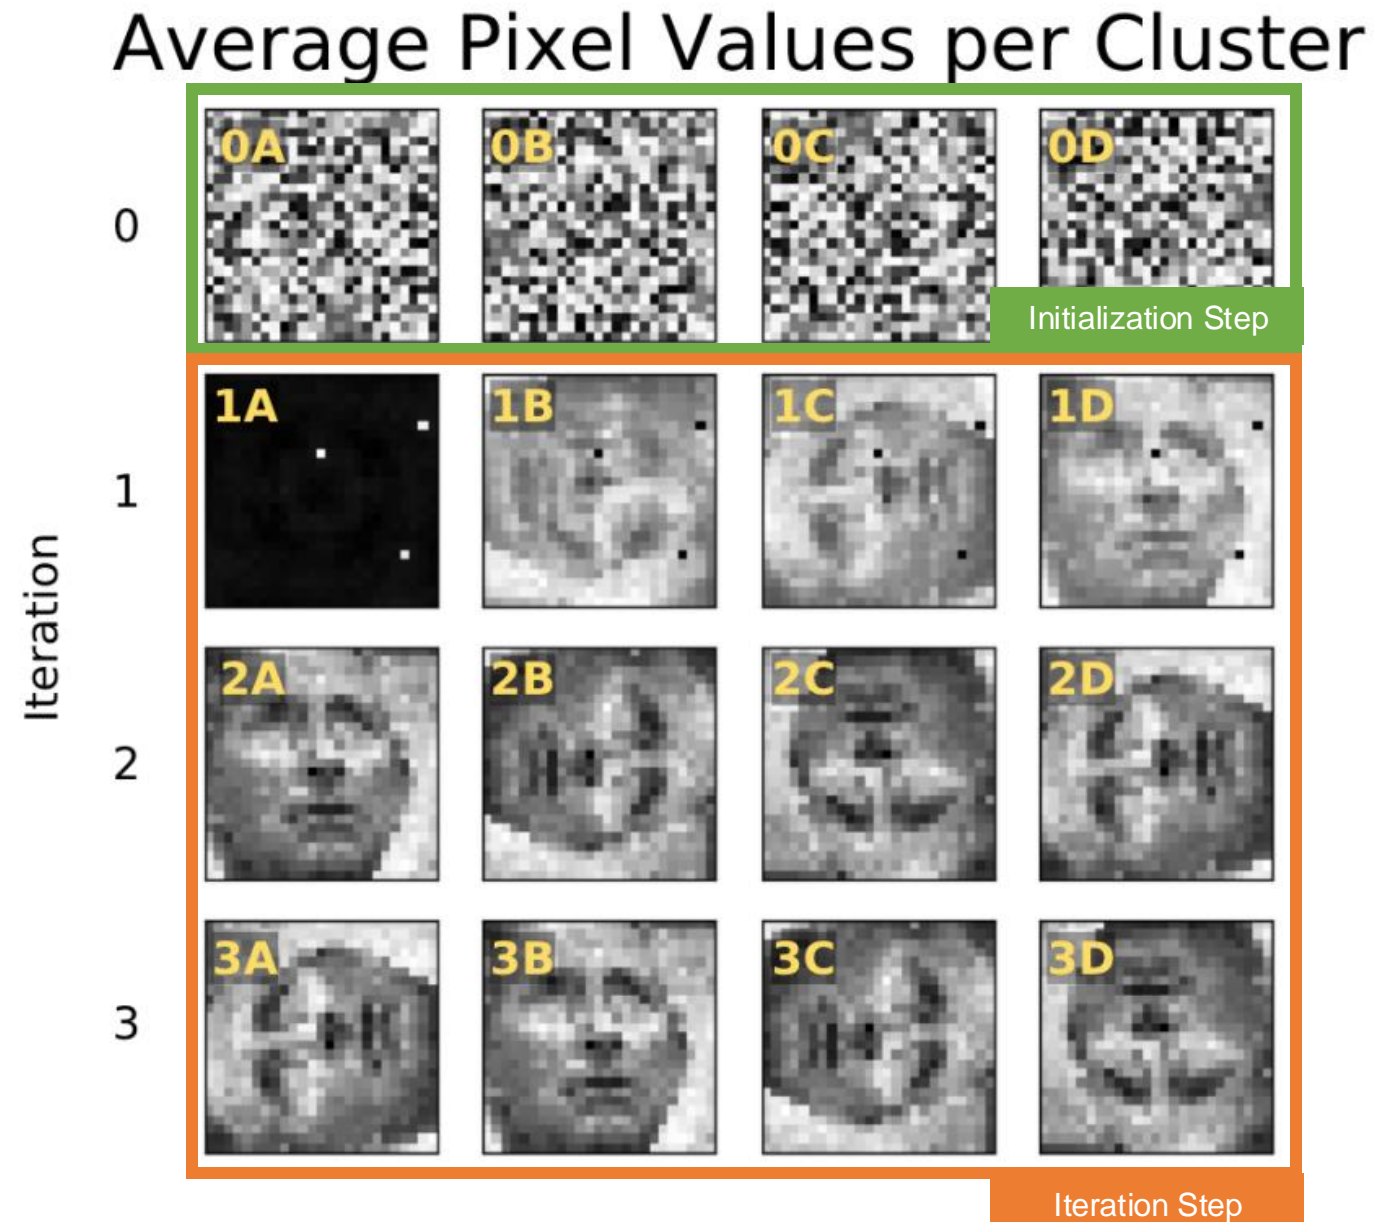 Average Pixel Values per Cluster
0A 0B 0C 0D
0
Initialization Step
1A 1B 1C 1D
1
Iteration
2A 2B 2C 2D
2
3A 3B 3C 3D
3
Iteration Step